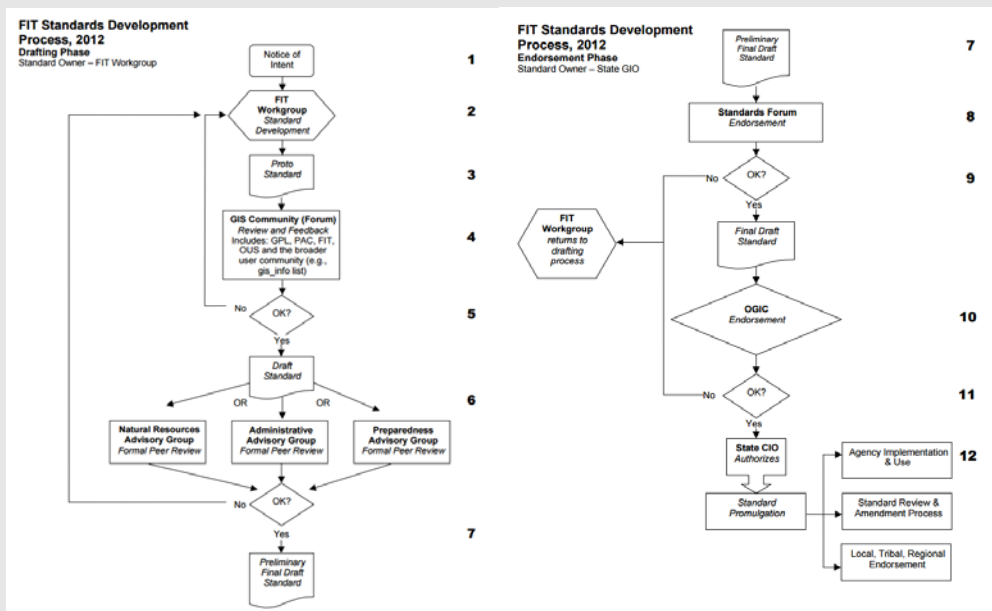 FIT Standards Development
Process, 2012
Drafting Phase
Standard Owner – FIT Workgroup
Notice of
Intent
1
FIT
Workgroup
Standard
Development
2
Proto
Standard
3
GIS Community (Forum)
Review and Feedback
Includes: GPL, PAC, FIT,
OUS and the broader
user community (e.g.,
gis_info list)
4
No
OK?
5
Yes
Draft
Standard
6
OR
OR
Natural Resources
Advisory Group
Formal Peer Review
Administrative
Advisory Group
Formal Peer Review
Preparedness
Advisory Group
Formal Peer Review
No
OK?
Yes
7
Preliminary
Final Draft
Standard
FIT Standards Development
Process, 2012
Endorsement Phase
Standard Owner – State GIO
Preliminary
Final Draft
Standard
7
Standards Forum
Endorsement
8
No
OK?
9
Yes
FIT
Workgroup
returns to
drafting
process
Final Draft
Standard
OGIC
Endorsement
10
No
OK?
11
Yes
State CIO
Authorizes
Agency Implementation
& Use
12
Standard
Promulgation
Standard Review &
Amendment Process
Local, Tribal, Regional
Endorsement